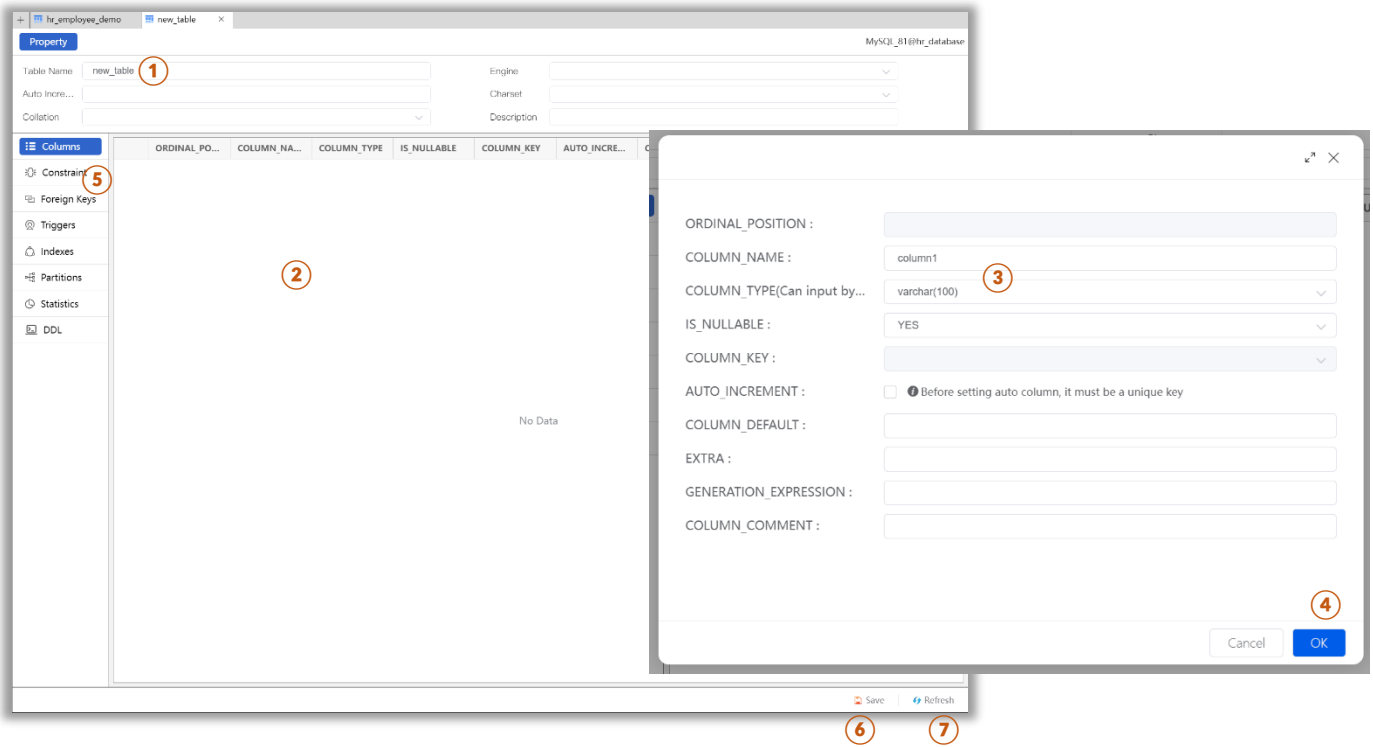 + hr_employee_demo new_table ×
Property MySQL_81@hr_database
Table Name new_table 1 Engine
Auto Incre... Charset
Collation Description
Columns ORDINAL_PO... COLUMN_NA... COLUMN_TYPE IS_NULLABLE COLUMN_KEY AUTO_INCRE... C
Constraint
5
Foreign Keys
Triggers
Indexes
Partitions
Statistics
DDL
2
No Data
ORDINAL_POSITION :
COLUMN_NAME : column1
3
COLUMN_TYPE(Can input by... varchar(100)
IS_NULLABLE : YES
COLUMN_KEY :
AUTO_INCREMENT : Before setting auto column, it must be a unique key
COLUMN_DEFAULT :
EXTRA :
GENERATION_EXPRESSION :
COLUMN_COMMENT :
4
Cancel OK
Save Refresh
6 7